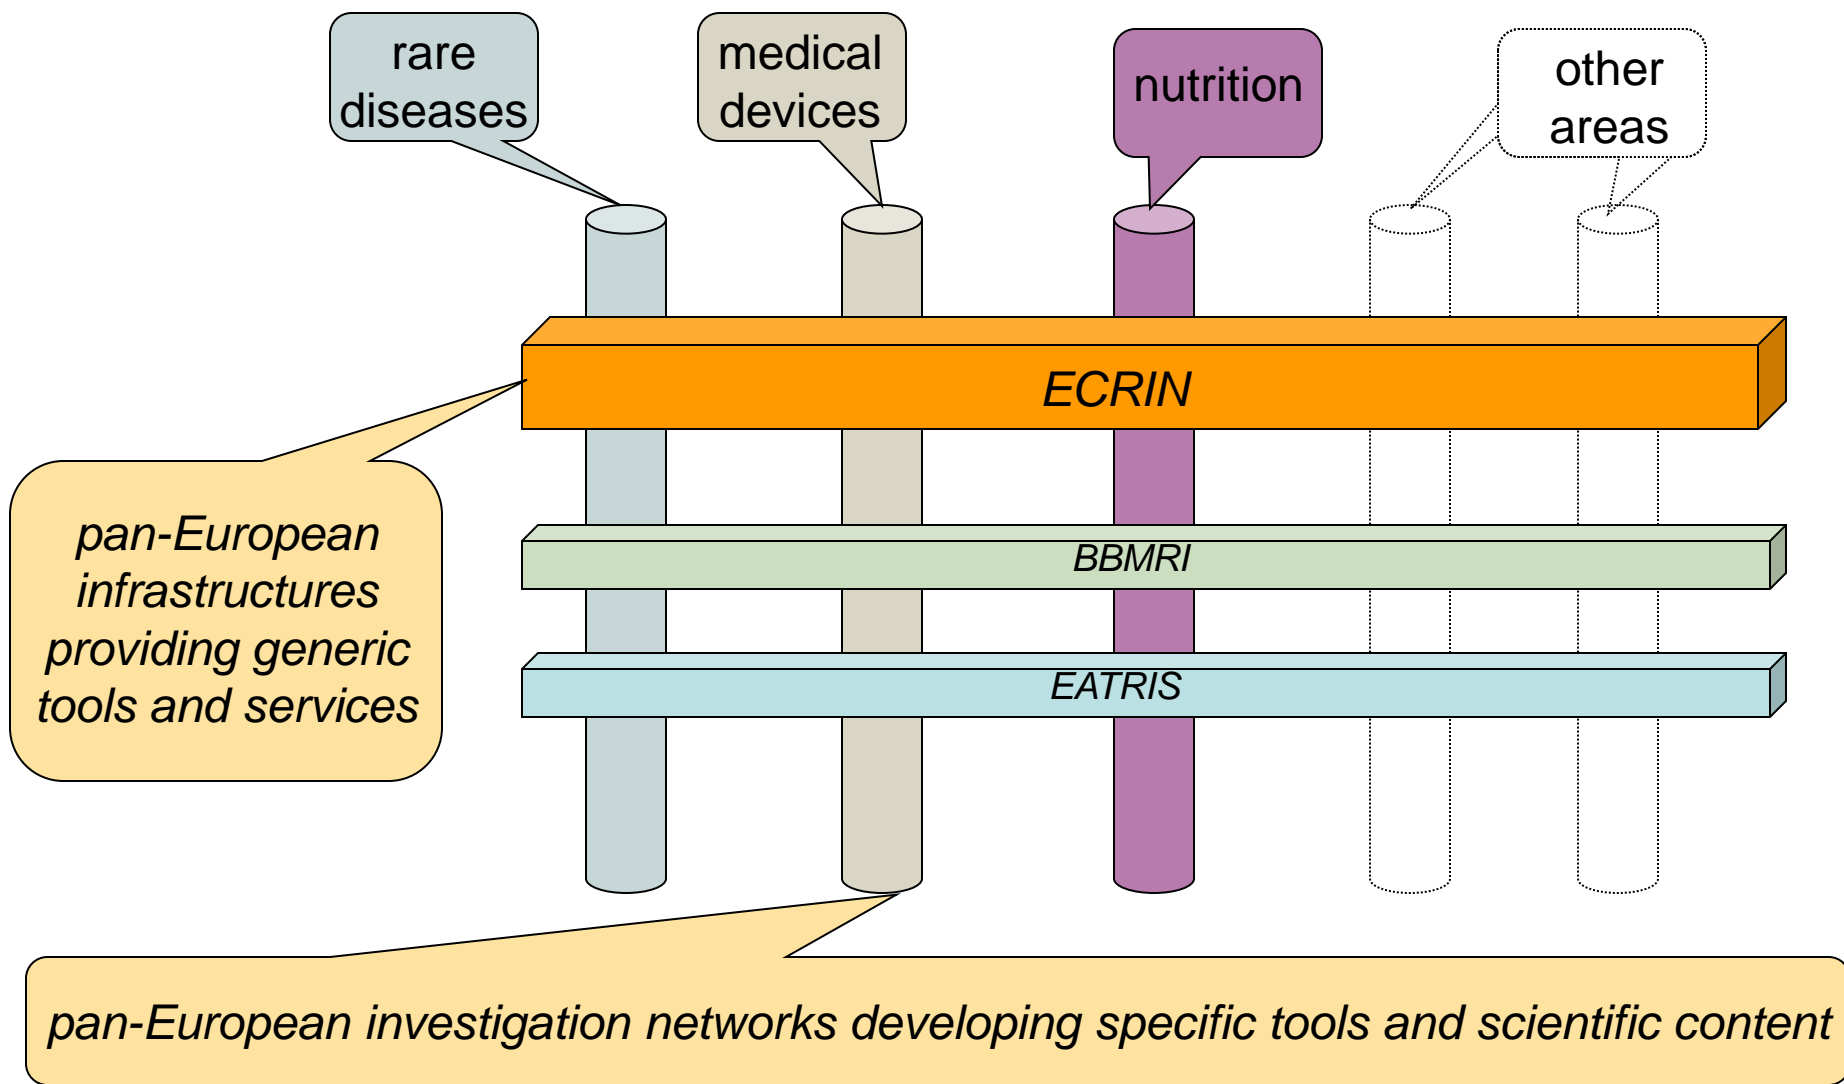 rare
diseases
medical
devices
nutrition
other
areas
ECRIN
pan-European
infrastructures
providing generic
tools and services
BBMRI
EATRIS
pan-European investigation networks developing specific tools and scientific content